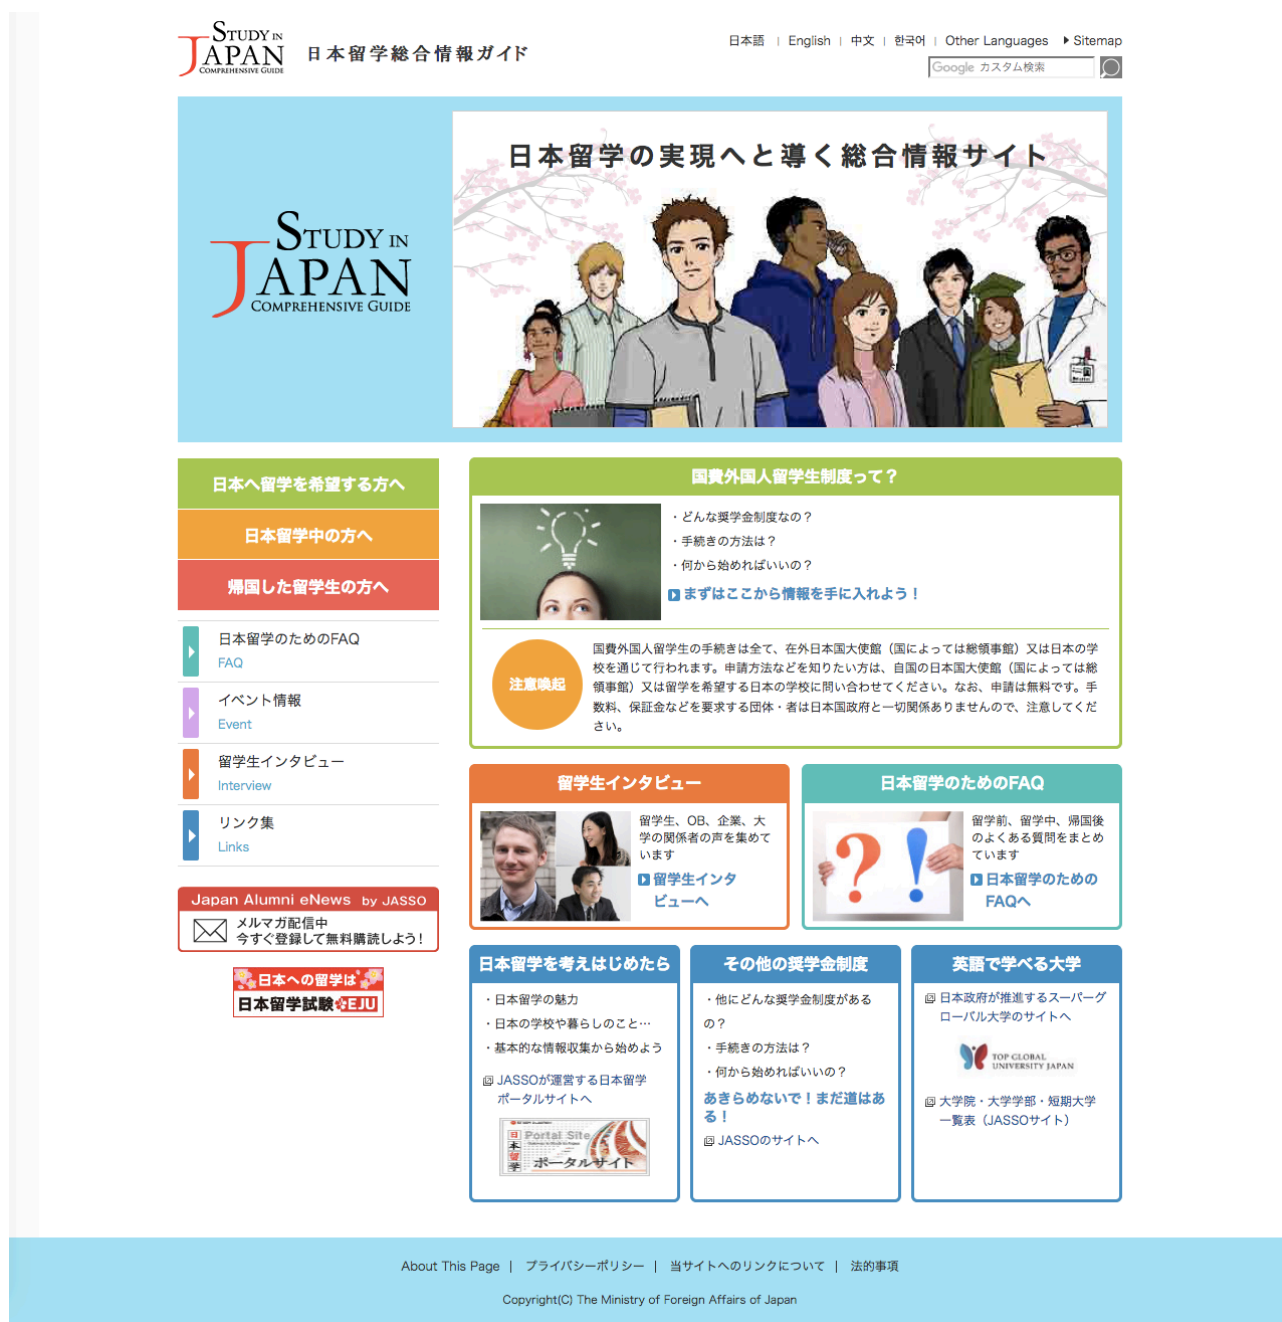 STUDY IN
JAPAN
COMPREHENSIVE GUIDE
日本留学総合情報ガイド
日本語 | English | 中文 | 한국어 | Other Languages Sitemap
Google カスタム検索
日本留学の実現へと導く総合情報サイト
STUDY IN
JAPAN
COMPREHENSIVE GUIDE
日本へ留学を希望する方へ
日本留学中の方へ
帰国した留学生の方へ
日本留学のためのFAQ
FAQ
イベント情報
Event
留学生インタビュー
Interview
リンク集
Links
Japan Alumni eNews by JASSO
メルマガ配信中
今すぐ登録して無料購読しよう!
日本への留学は
日本留学試験 EJU
国費外国人留学生制度って?
・どんな奨学金制度なの?
・手続きの方法は?
・何から始めればいいの?
まずはここから情報を手に入れよう!
注意喚起
国費外国人留学生の手続きは全て、在外日本国大使館(国によっては総領事館)又は日本の学
校を通じて行われます。申請方法などを知りたい方は、自国の日本国大使館(国によっては総
領事館)又は留学を希望する日本の学校に問い合わせてください。なお、申請は無料です。手
数料、保証金などを要求する団体・者は日本国政府と一切関係ありませんので、注意してくだ
さい。
留学生インタビュー
留学生、OB、企業、大
学の関係者の声を集めて
います
留学生インタ
ビューへ
日本留学のためのFAQ
留学前、留学中、帰国後
のよくある質問をまとめ
ています
日本留学のための
FAQへ
日本留学を考えはじめたら
・日本留学の魅力
・日本の学校や暮らしのこと…
・基本的な情報収集から始めよう
JASSOが運営する日本留学
ポータルサイトへ
日本留学
Portal Site
ポータルサイト
その他の奨学金制度
・他にどんな奨学金制度がある
の?
・手続きの方法は?
・何から始めればいいの?
あきらめないで!まだ道はあ
る!
JASSOのサイトへ
英語で学べる大学
日本政府が推進するスーパーグ
ローバル大学のサイトへ
TOP GLOBAL
UNIVERSITY JAPAN
大学院・大学学部・短期大学
一覧表(JASSOサイト)
About This Page | プライバシーポリシー | 当サイトへのリンクについて | 法的事項
Copyright(C) The Ministry of Foreign Affairs of Japan